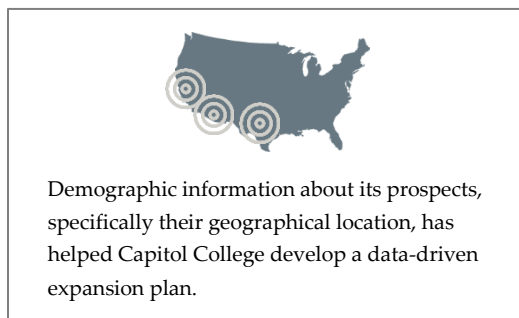 Demographic information about its prospects,
specifically their geographical location, has
helped Capitol College develop a data-driven
expansion plan.